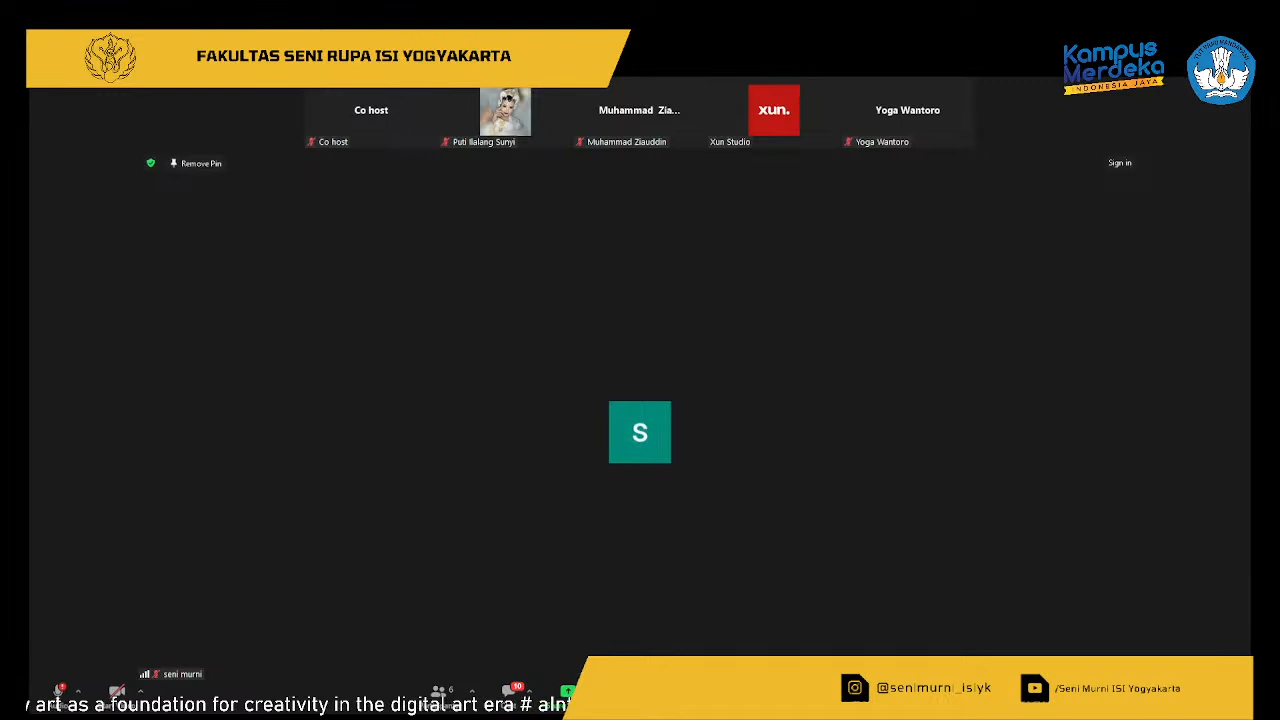 FAKULTAS SENI RUPA ISI YOGYAKARTA
Kampus
Merdeka
INDONESIA JAYA
Co host
Muhammad Zia...
xun.
Yoga Wantoro
Co host
Puti Ilalang Sunyi
Muhammad Ziauddin
Xun Studio
Yoga Wantoro
Remove Pin
Sign in
S
seni murni
6
10
art as a foundation for creativity in the digital art era #
@senimurni_isiyk
/Seni Murni ISI Yogyakarta